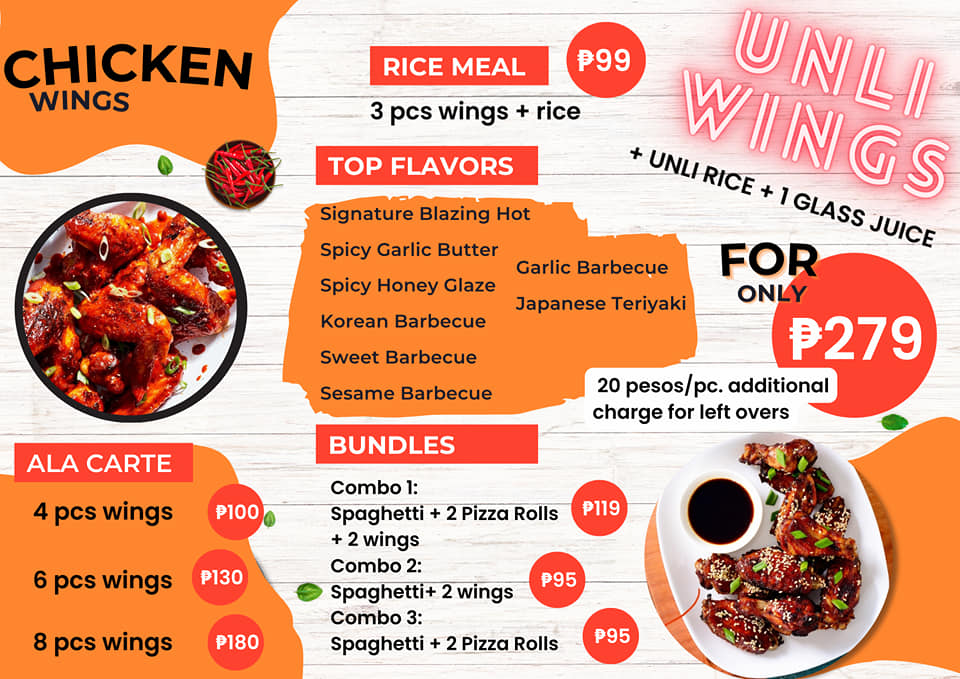 CHICKEN
WINGS
RICE MEAL
₱99
3 pcs wings + rice
UNLI
WINGS
+ UNLI RICE + 1 GLASS JUICE
FOR
ONLY
₱279
20 pesos/pc. additional
charge for left overs
TOP FLAVORS
Signature Blazing Hot
Spicy Garlic Butter
Spicy Honey Glaze
Korean Barbecue
Sweet Barbecue
Sesame Barbecue
Garlic Barbecue
Japanese Teriyaki
ALA CARTE
4 pcs wings ₱100
6 pcs wings ₱130
8 pcs wings ₱180
BUNDLES
Combo 1:
Spaghetti + 2 Pizza Rolls ₱119
+ 2 wings
Combo 2:
Spaghetti+ 2 wings ₱95
Combo 3:
Spaghetti + 2 Pizza Rolls ₱95